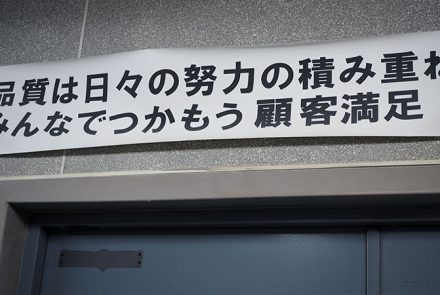 品質は日々の努力の積み重ね
みんなでつかもう 顧客満足